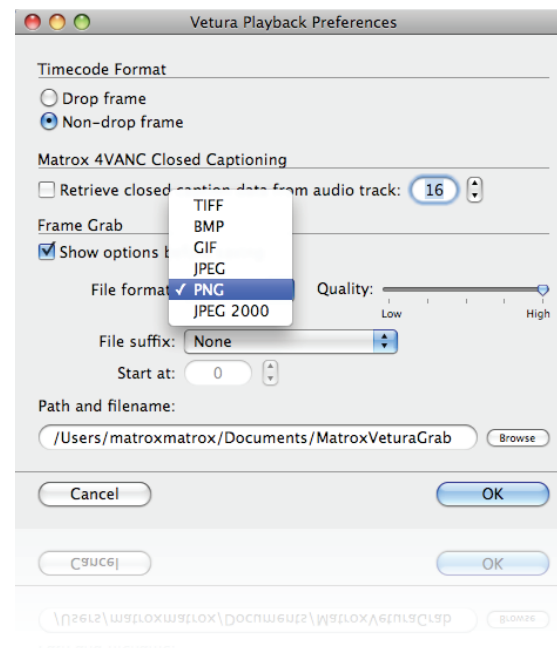 Vetura Playback Preferences
Timecode Format
Drop frame
Non-drop frame
Matrox 4VANC Closed Captioning
Retrieve closed caption data from audio track: 16
TIFF
Frame Grab
BMP
Show options
GIF
JPEG
File format ✓ PNG Quality:
JPEG 2000
Low High
File suffix: None
Start at: 0
Path and filename:
/Users/matroxmatrox/Documents/MatroxVeturaGrab Browse
Cancel OK
Cancel OK
/Users/matroxmatrox/Documents/MatroxVeturaGrab Browse